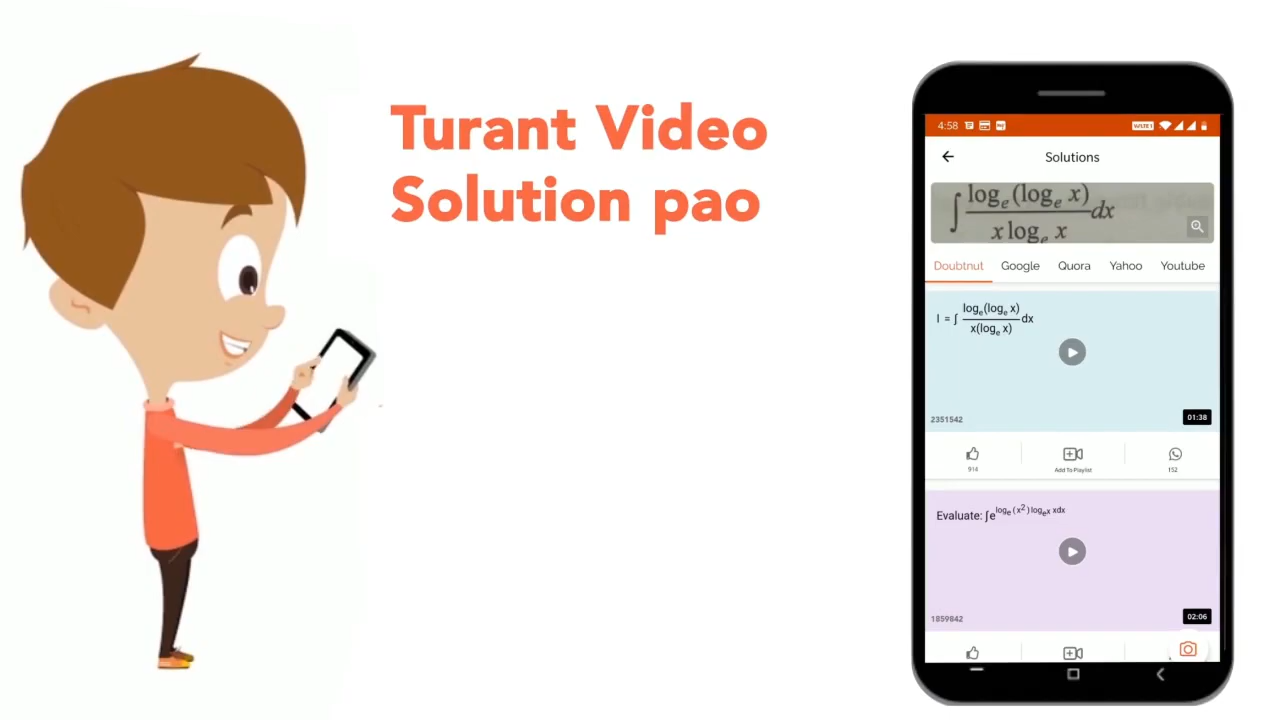 Turant Video
Solution pao
4:58
Solutions
∫ logₑ(logₑ x) / x logₑ x dx
Doubtnut Google Quora Yahoo Youtube
I = ∫ logₑ(logₑ x) / x(logₑ x) dx
2351542 01:38
914 Add To Playlist 152
Evaluate: ∫e^logₑ(x²)logₑx xdx
1859842 02:06